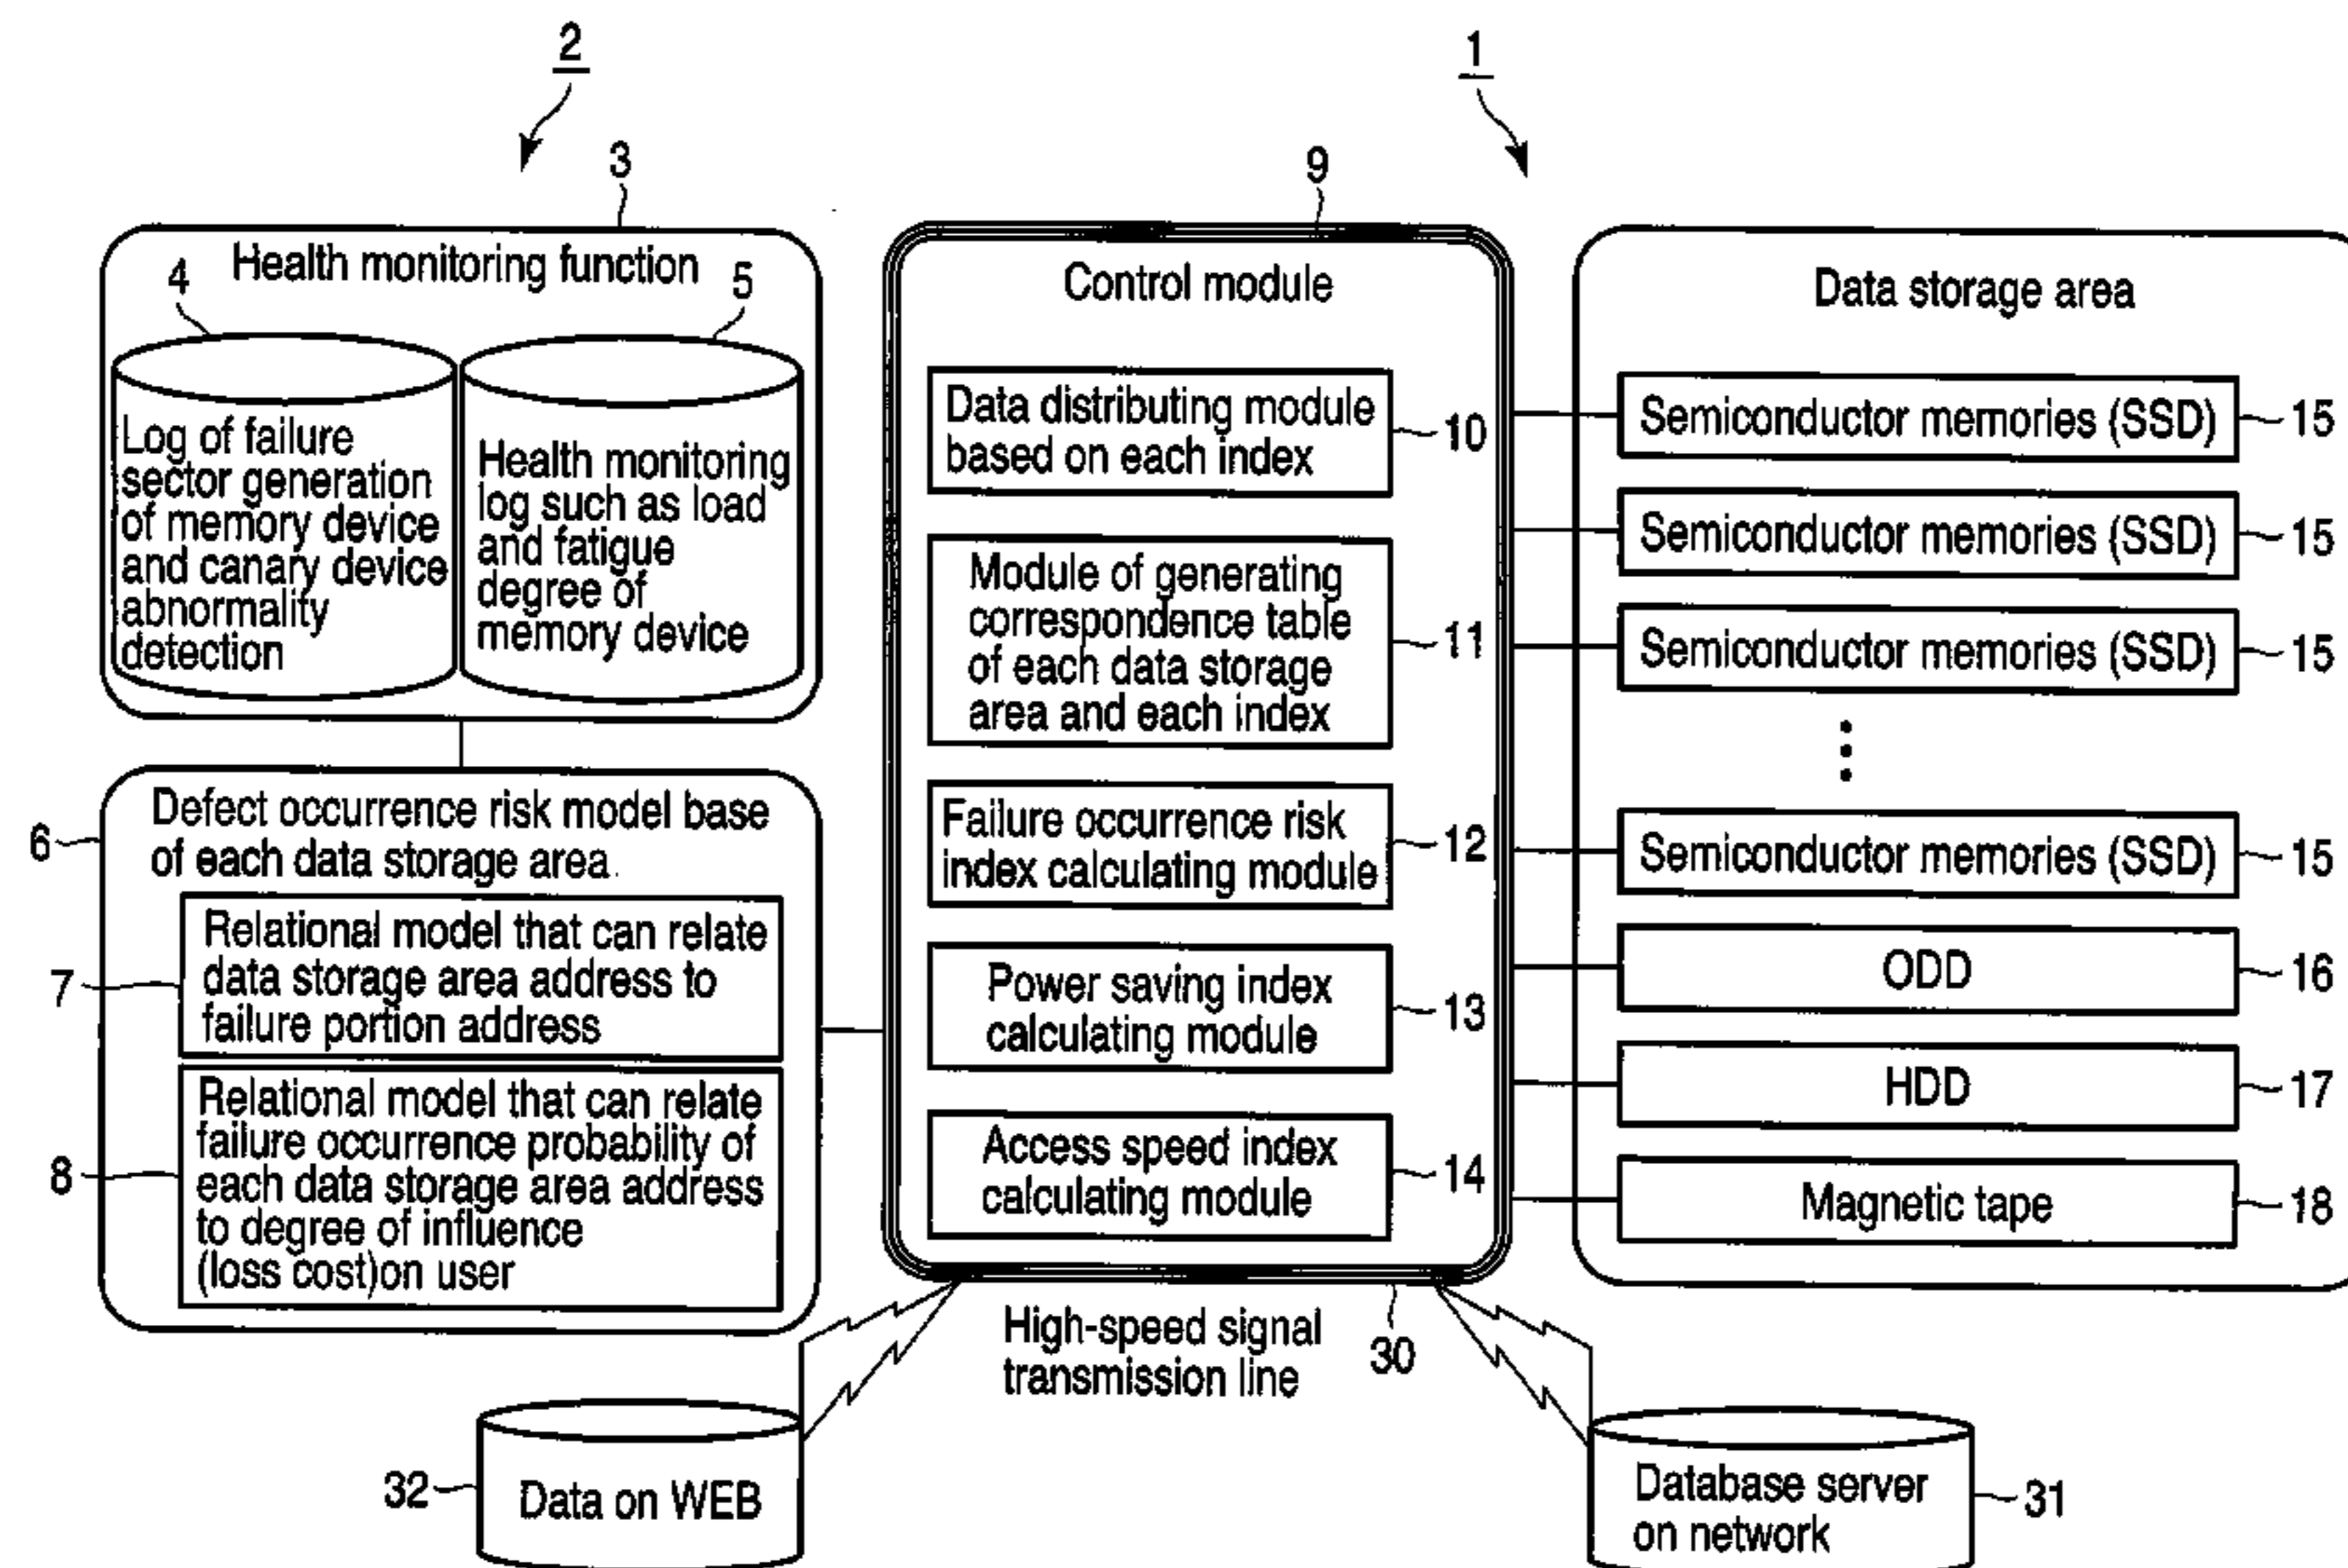 2
1
3
9
Health monitoring function
4
5
Log of failure
sector generation
of memory device
and canary device
abnormality
detection
Health monitoring
log such as load
and fatigue
degree of
memory device
6
Defect occurrence risk model base
of each data storage area
7
Relational model that can relate
data storage area address to
failure portion address
8
Relational model that can relate
failure occurrence probability of
each data storage area address
to degree of influence
(loss cost)on user
Control module
Data distributing module
based on each index
10
Module of generating
correspondence table
of each data storage
area and each index
11
Failure occurrence risk
index calculating module
12
Power saving index
calculating module
13
Access speed index
calculating module
14
Data storage area
Semiconductor memories (SSD)
15
Semiconductor memories (SSD)
15
Semiconductor memories (SSD)
15
Semiconductor memories (SSD)
15
ODD
16
HDD
17
Magnetic tape
18
High-speed signal
transmission line
30
32
Data on WEB
Database server
on network
31